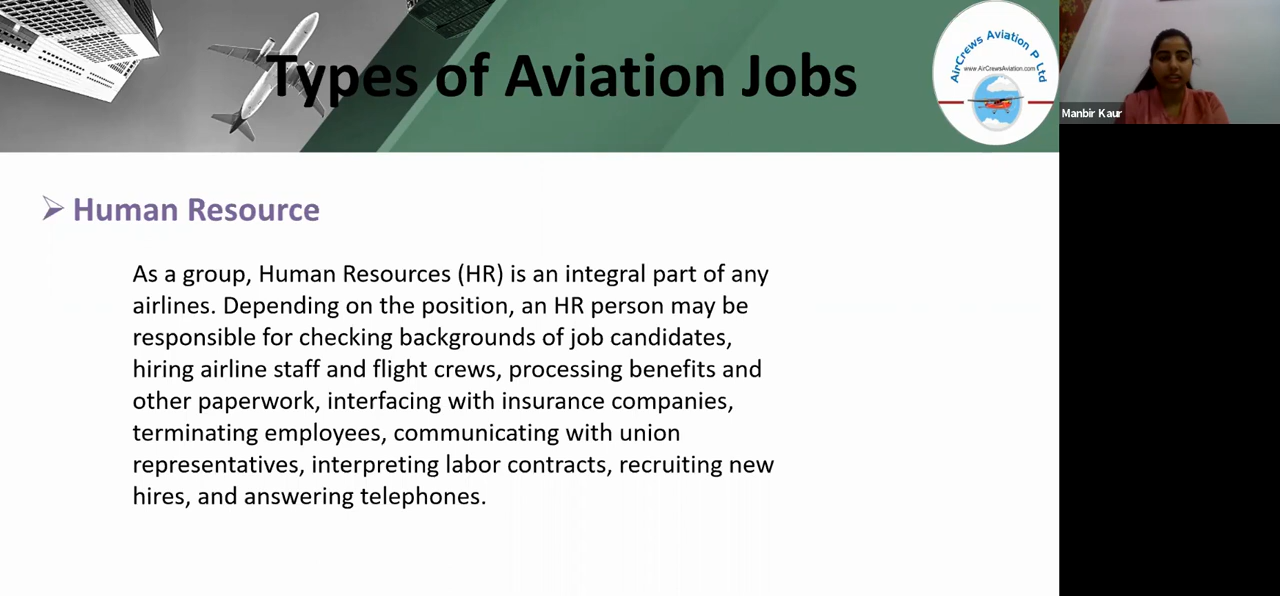 Types of Aviation Jobs
AirCrews Aviation P Ltd
www.AirCrewsAviation.com
Manbir Kaur
Human Resource
As a group, Human Resources (HR) is an integral part of any
airlines. Depending on the position, an HR person may be
responsible for checking backgrounds of job candidates,
hiring airline staff and flight crews, processing benefits and
other paperwork, interfacing with insurance companies,
terminating employees, communicating with union
representatives, interpreting labor contracts, recruiting new
hires, and answering telephones.